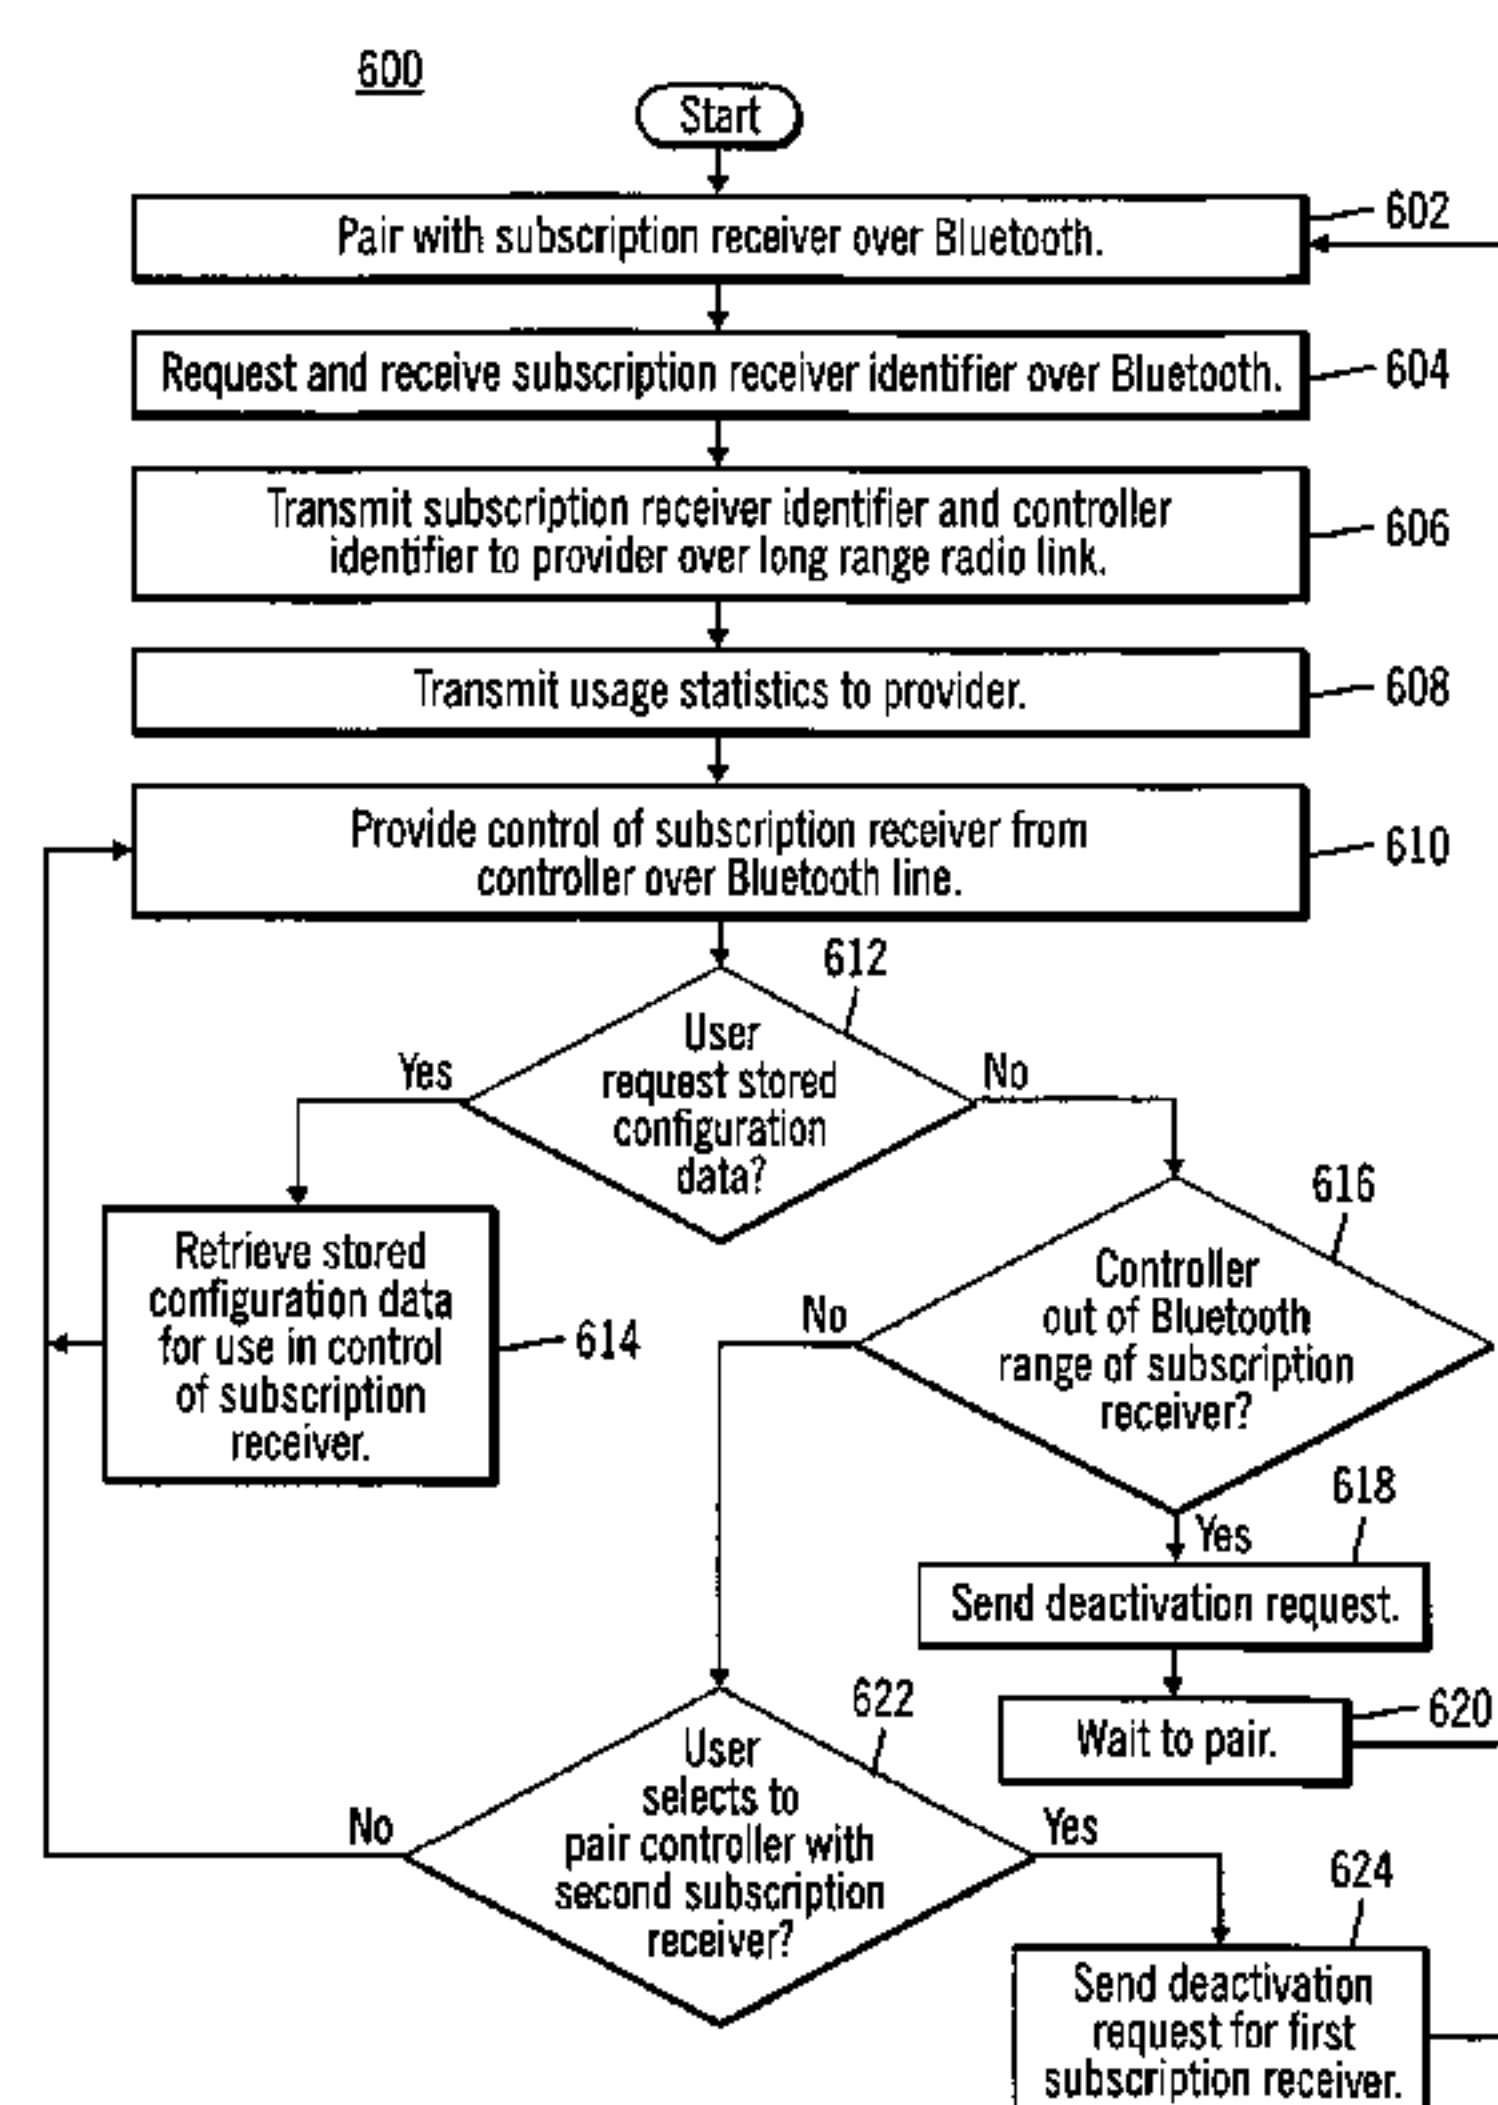 600
Start
Pair with subscription receiver over Bluetooth.
602
Request and receive subscription receiver identifier over Bluetooth.
604
Transmit subscription receiver identifier and controller
identifier to provider over long range radio link.
606
Transmit usage statistics to provider.
608
Provide control of subscription receiver from
controller over Bluetooth line.
610
612
User
request stored
configuration
data?
Yes
No
Retrieve stored
configuration data
for use in control
of subscription
receiver.
614
616
Controller
out of Bluetooth
range of subscription
receiver?
No
Yes
618
Send deactivation request.
Wait to pair.
620
622
User
selects to
pair controller with
second subscription
receiver?
No
Yes
624
Send deactivation
request for first
subscription receiver.